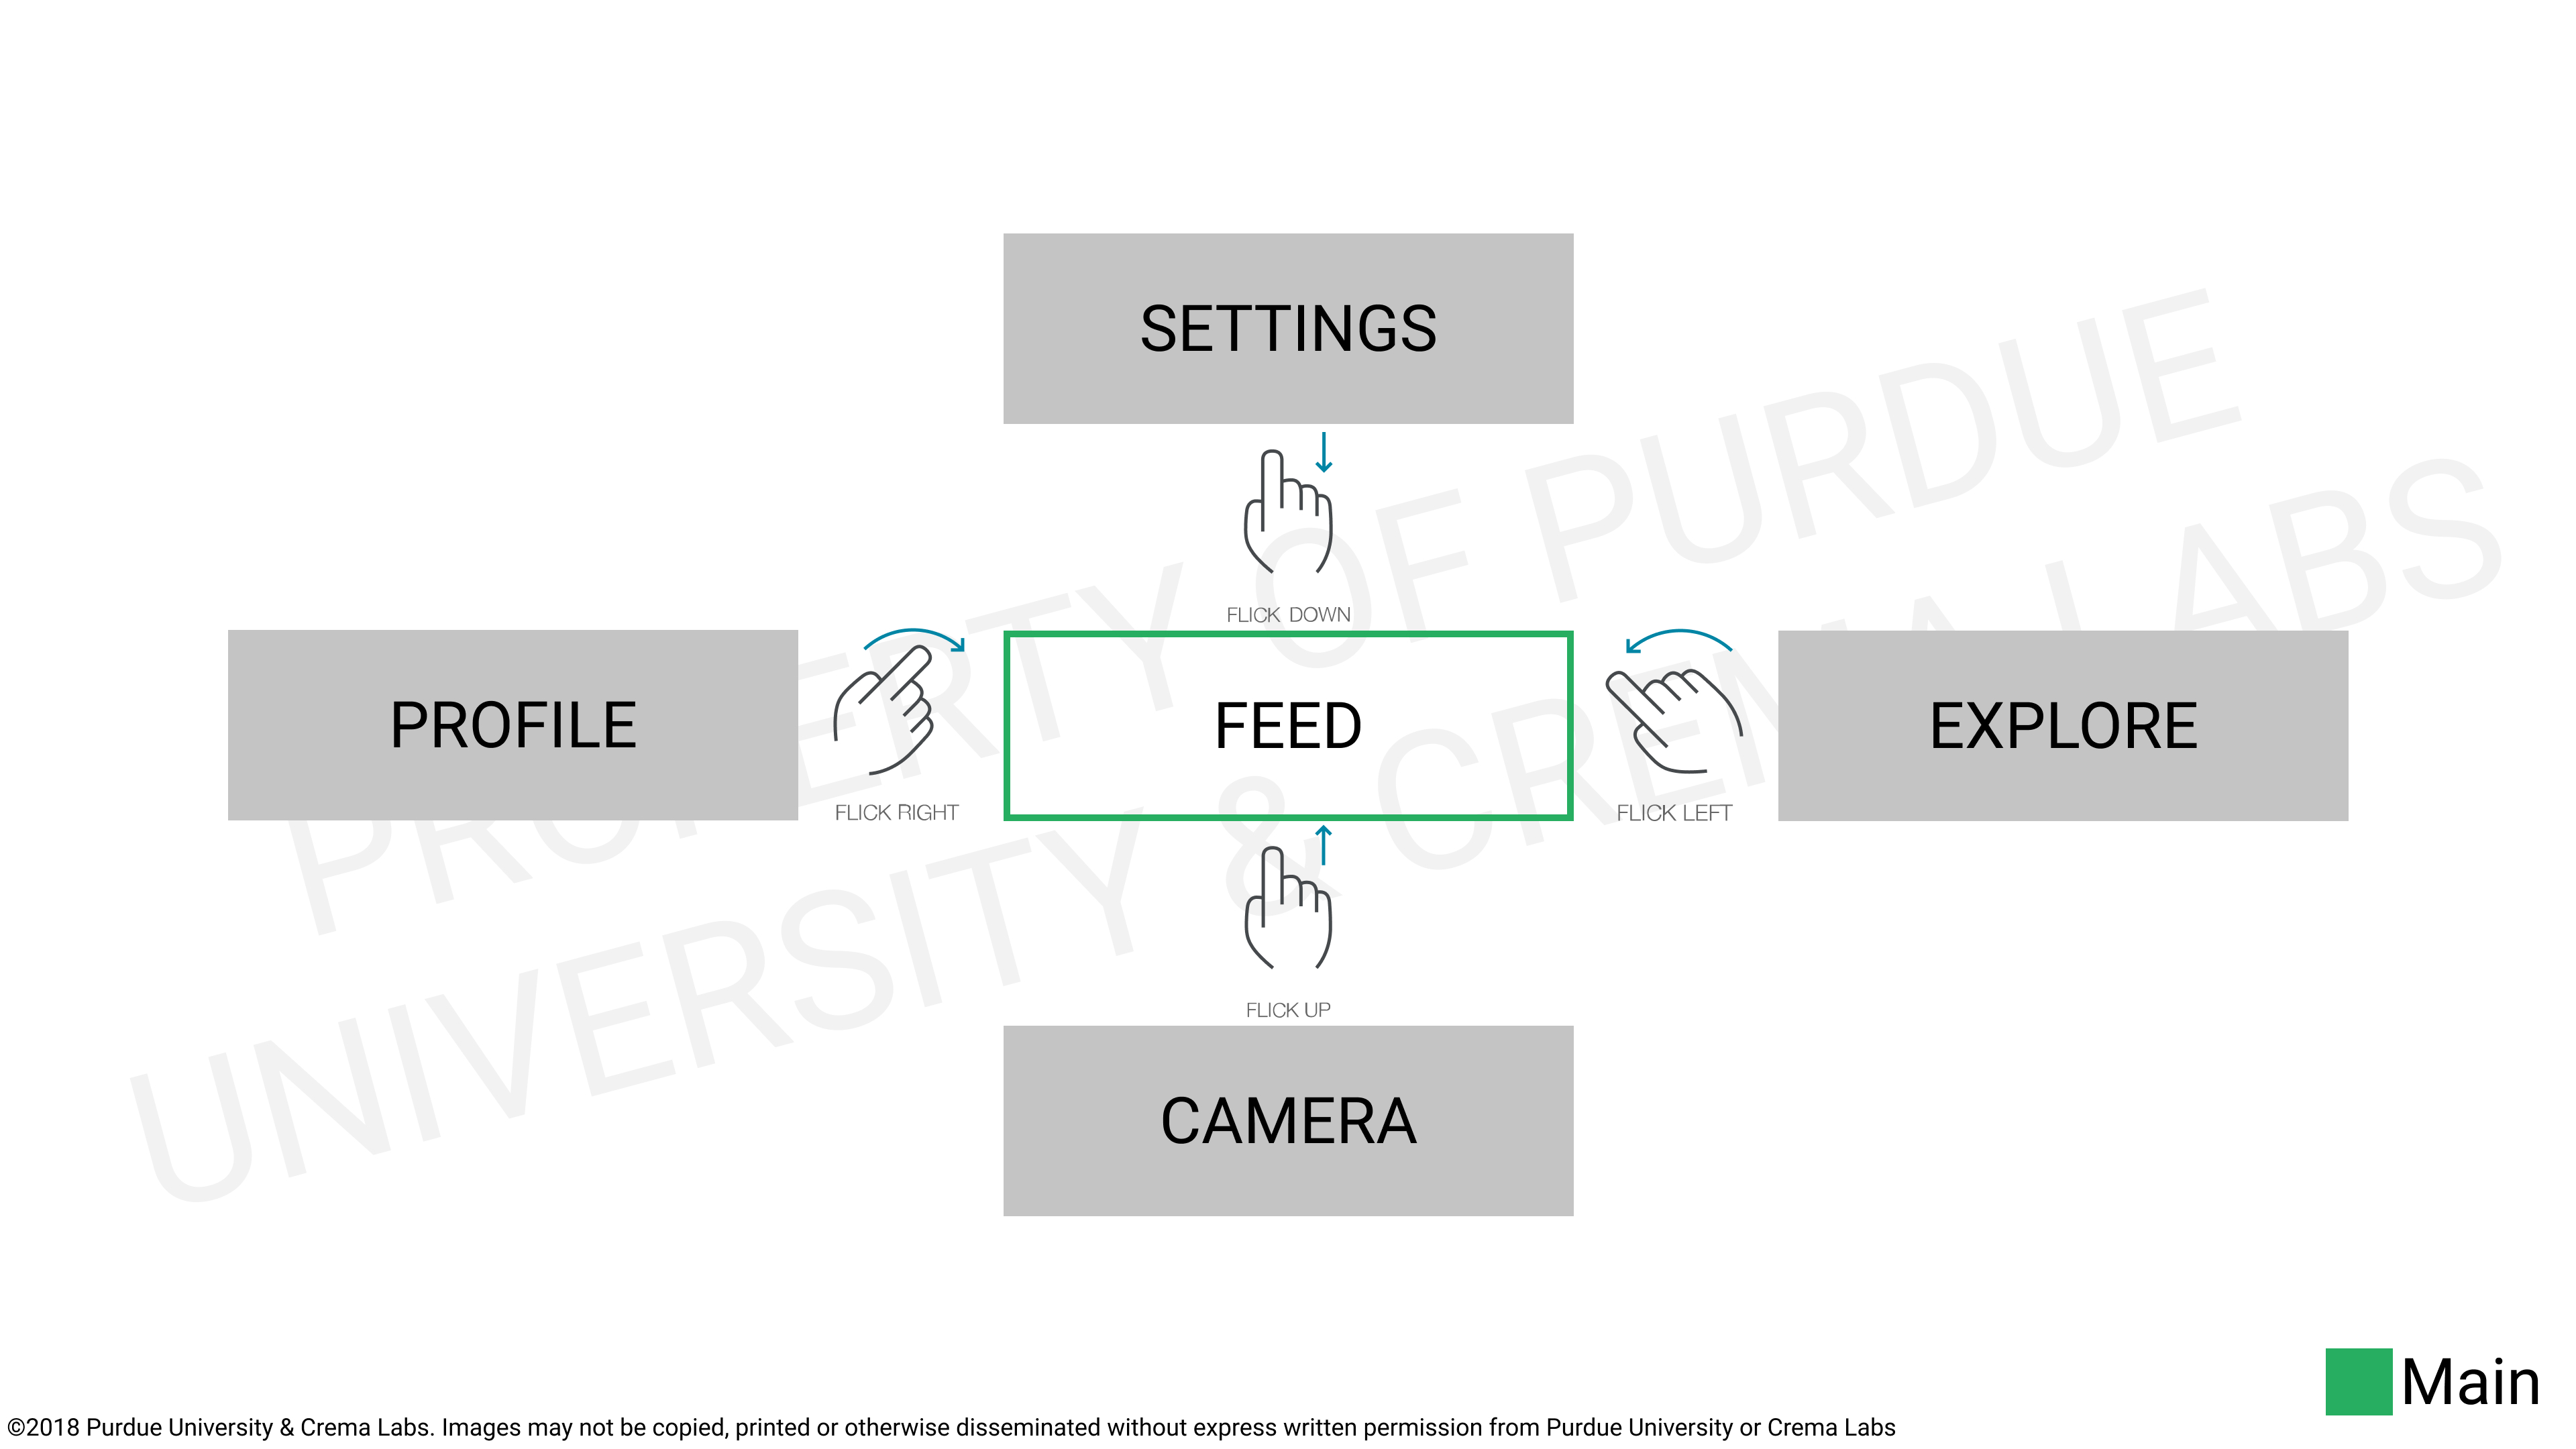 SETTINGS
FLICK DOWN
PROFILE
FLICK RIGHT
FEED
FLICK LEFT
EXPLORE
FLICK UP
CAMERA
PROPERTY OF PURDUE
UNIVERSITY & CREMA LABS
Main
©2018 Purdue University & Crema Labs. Images may not be copied, printed or otherwise disseminated without express written permission from Purdue University or Crema Labs